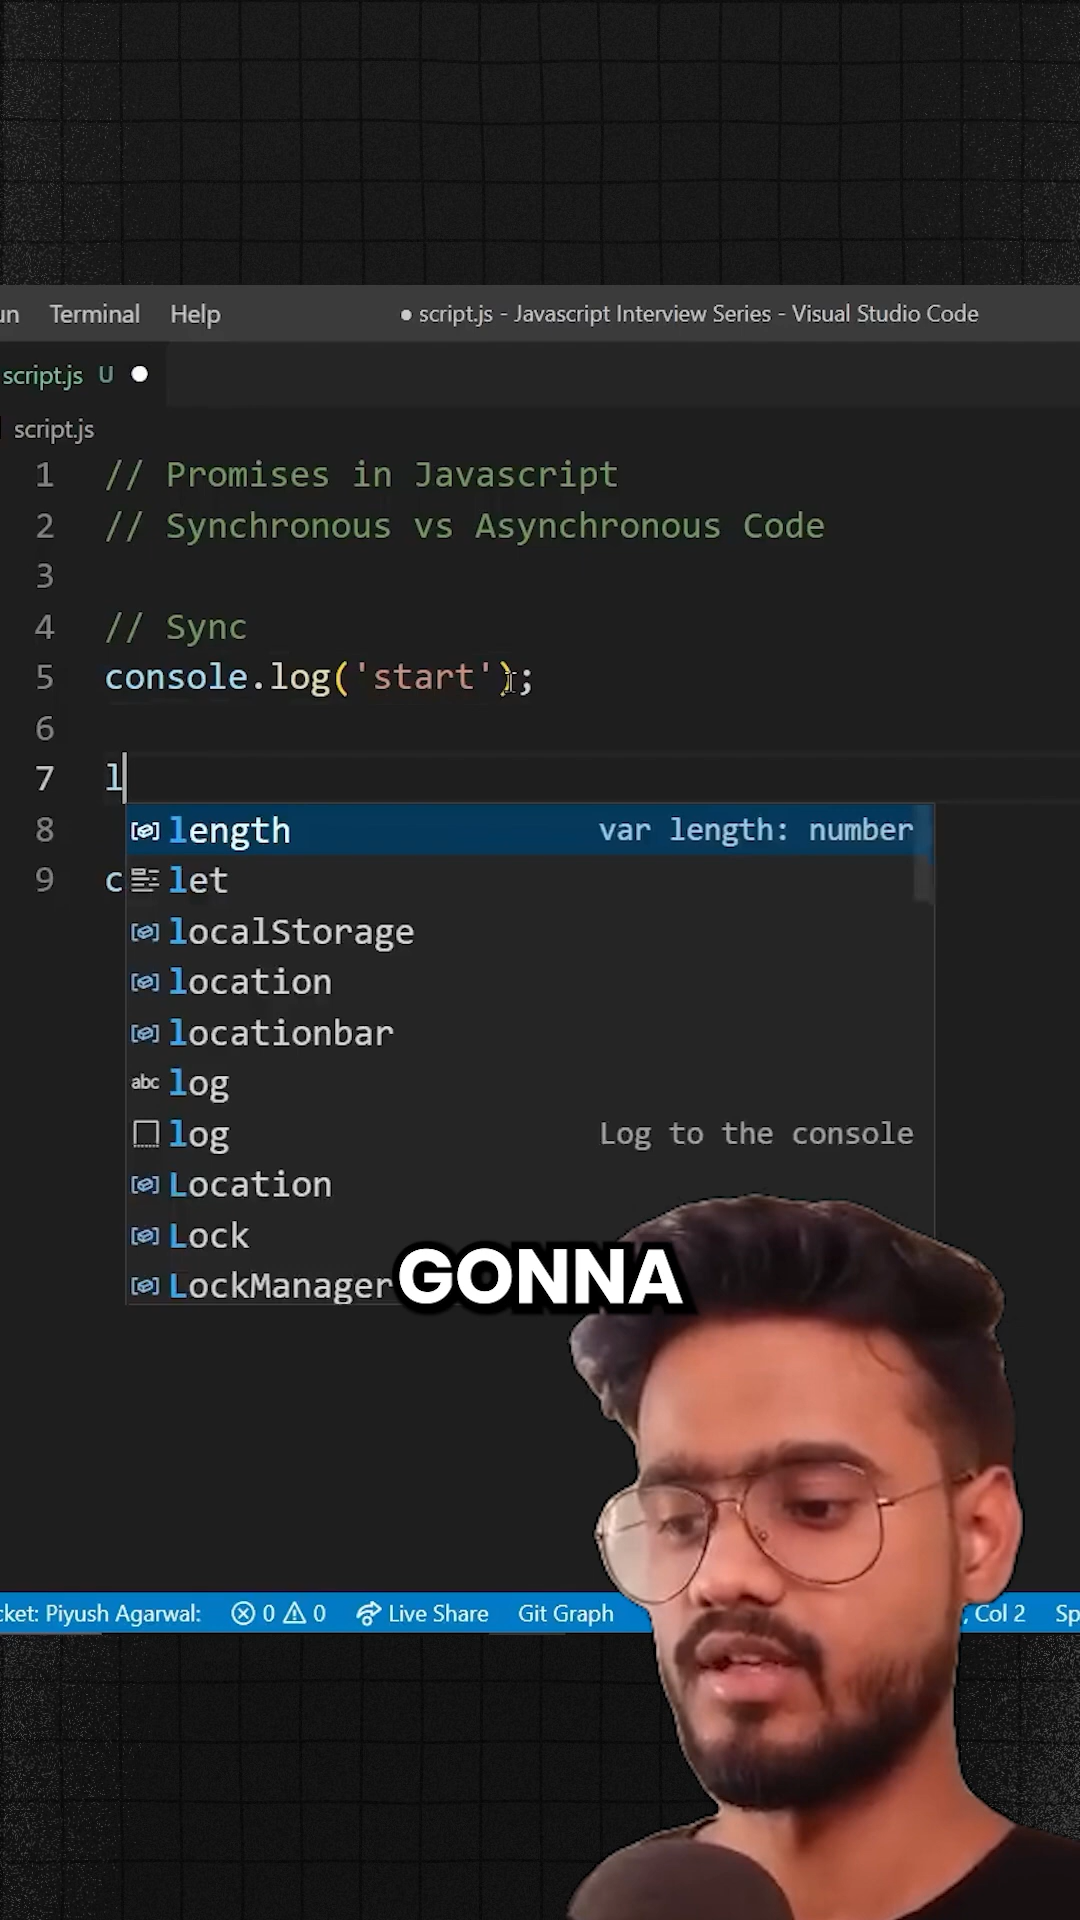 un Terminal Help ● script.js - Javascript Interview Series - Visual Studio Code
script.js U ●
script.js
1 // Promises in Javascript
2 // Synchronous vs Asynchronous Code
3
4 // Sync
5 console.log('start');
6
7 l
length var length: number
8
9 c
let
localStorage
location
locationbar
abc log
log Log to the console
Location
Lock
LockManager
GONNA
cket: Piyush Agarwal: 0 0 Live Share Git Graph , Col 2 Sp